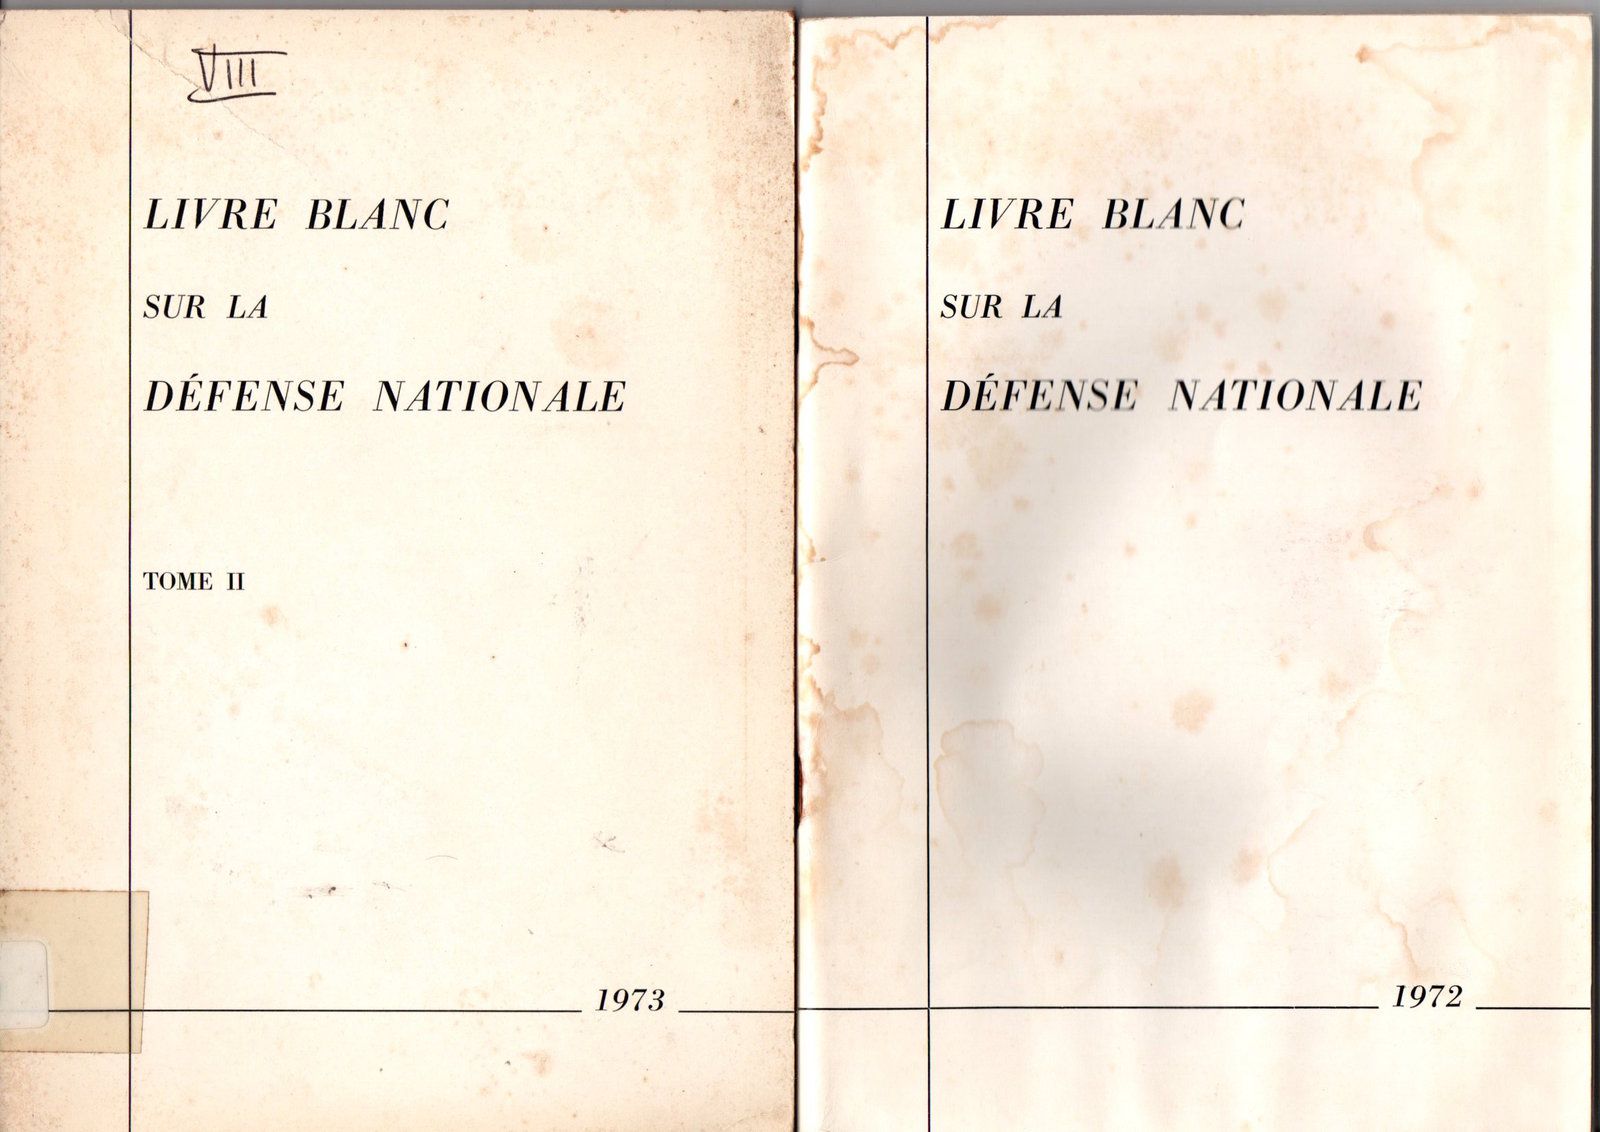 VIII
LIVRE BLANC
SUR LA
DÉFENSE NATIONALE
TOME II
1973
LIVRE BLANC
SUR LA
DÉFENSE NATIONALE
1972